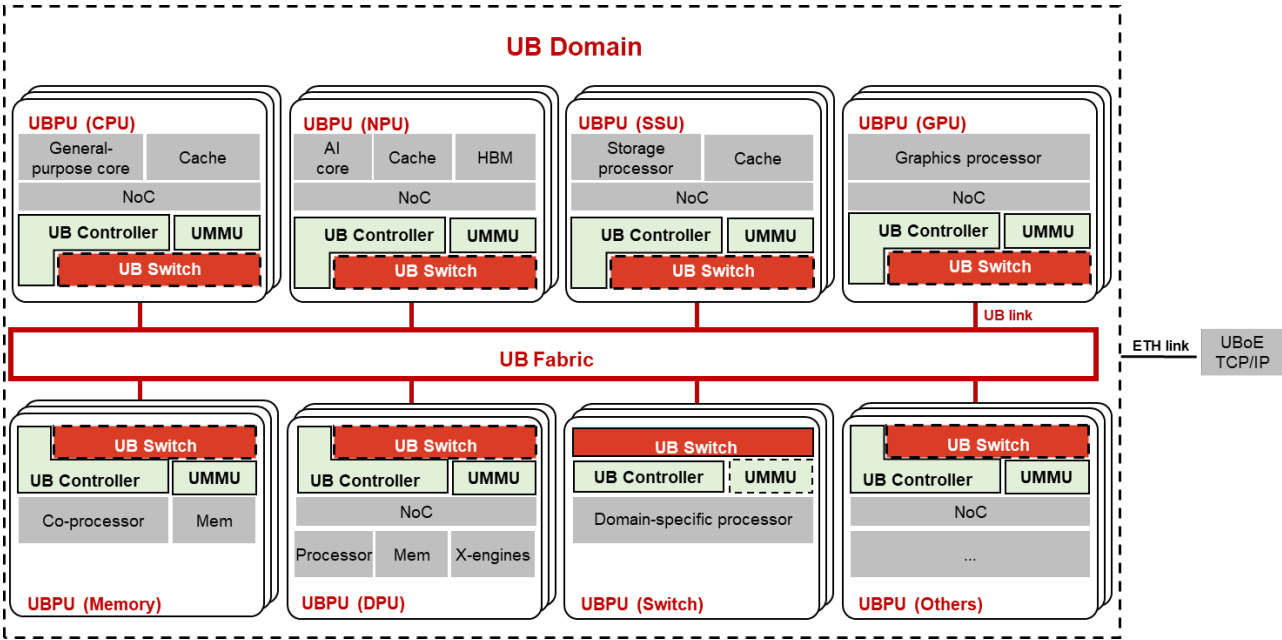 UB Domain
UBPU (CPU)
General-
purpose core
Cache
NoC
UB Controller
UMMU
UB Switch
UBPU (NPU)
AI
core
Cache
HBM
NoC
UB Controller
UMMU
UB Switch
UBPU (SSU)
Storage
processor
Cache
NoC
UB Controller
UMMU
UB Switch
UBPU (GPU)
Graphics processor
NoC
UB Controller
UMMU
UB Switch
UB link
UB Fabric
ETH link
UBoE
TCP/IP
UB Switch
UB Controller
UMMU
Co-processor
Mem
UBPU (Memory)
UB Switch
UB Controller
UMMU
NoC
Processor
Mem
X-engines
UBPU (DPU)
UB Switch
UB Controller
UMMU
Domain-specific processor
UBPU (Switch)
UB Switch
UB Controller
UMMU
NoC
...
UBPU (Others)